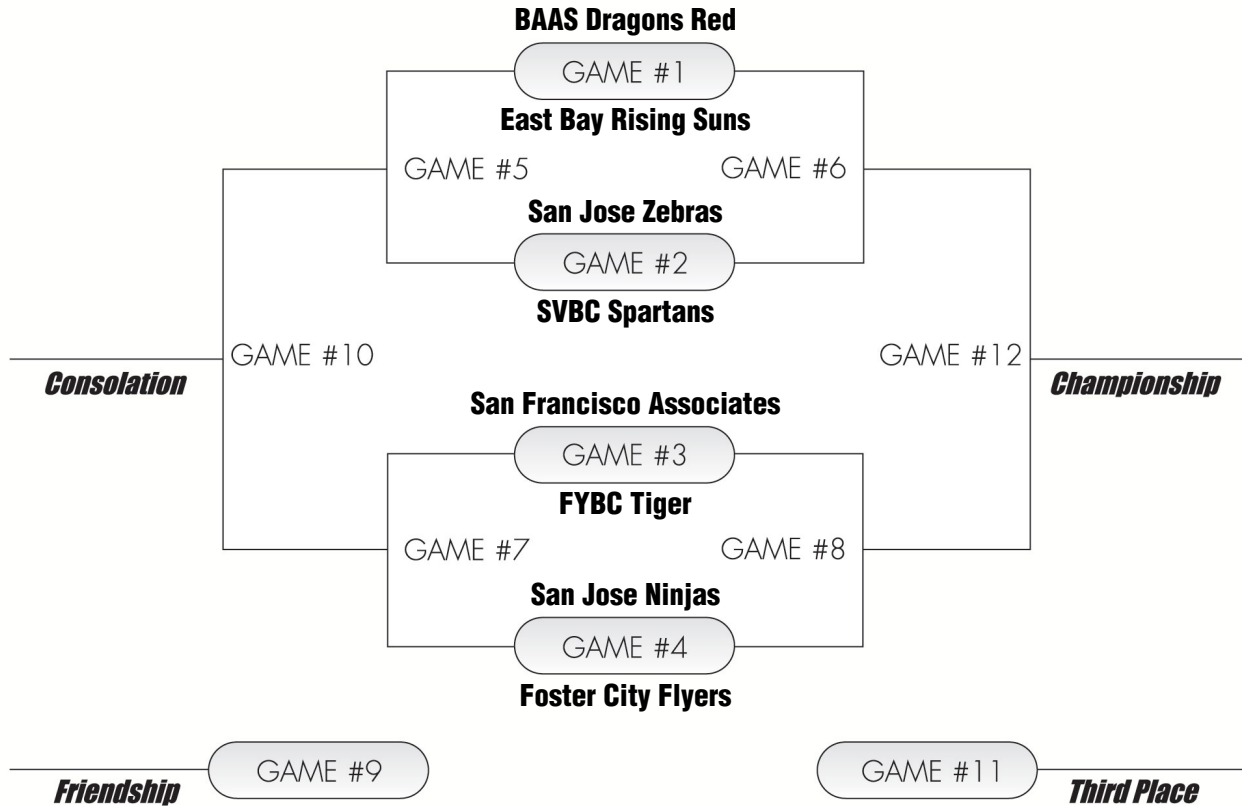 BAAS Dragons Red
GAME #1
East Bay Rising Suns
GAME #5
GAME #6
San Jose Zebras
GAME #2
SVBC Spartans
GAME #10
GAME #12
Consolation
Championship
San Francisco Associates
GAME #3
FYBC Tiger
GAME #7
GAME #8
San Jose Ninjas
GAME #4
Foster City Flyers
GAME #9
GAME #11
Friendship
Third Place